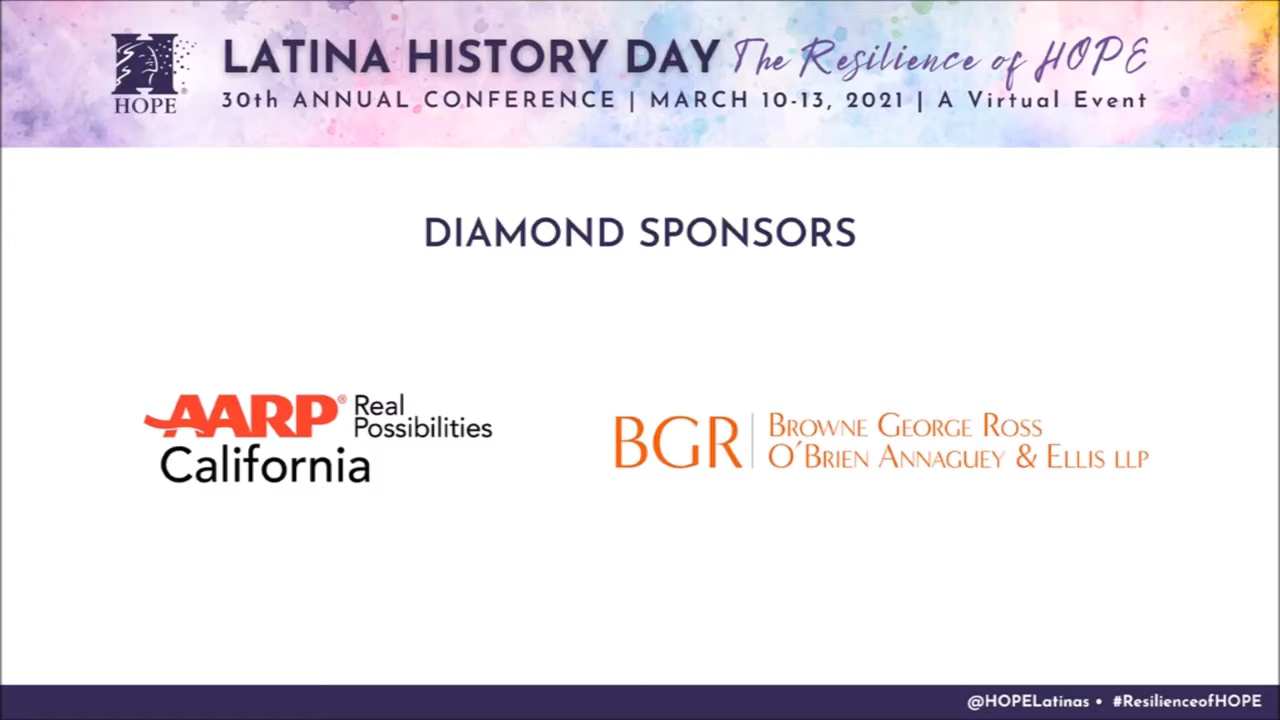 LATINA HISTORY DAY The Resilience of HOPE
HOPE®
30th ANNUAL CONFERENCE | MARCH 10-13, 2021 | A Virtual Event
DIAMOND SPONSORS
AARP® Real Possibilities
California
BGR | BROWNE GEORGE ROSS
O´BRIEN ANNAGUEY & ELLIS LLP
@HOPELatinas • #ResilienceofHOPE